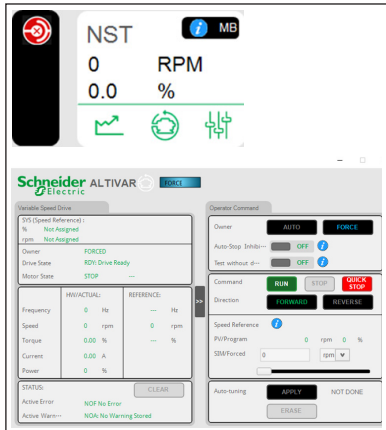 NST
i MB
0 RPM
0.0 %
Schneider Electric ALTIVAR FORCE
Variable Speed Drive
SYS (Speed Reference) :
% Not Assigned
rpm Not Assigned
Owner FORCED
Drive State RDY: Drive Ready
Motor State STOP ---
HW/ACTUAL: REFERENCE:
Frequency 0 Hz --- Hz
Speed 0 rpm 0 rpm
Torque 0.00 % --- %
Current 0.00 A
Power 0 %
STATUS: CLEAR
Active Error NOF No Error
Active Warn··· NOA: No Warning Stored
>>
Operator Command
Owner AUTO FORCE
Auto-Stop Inhibi··· OFF i
Test without d··· OFF i
Command RUN STOP QUICK STOP
Direction FORWARD REVERSE
Speed Reference i
PV/Program 0 rpm 0 %
SIM/Forced 0 rpm
Auto-tuning APPLY NOT DONE
ERASE